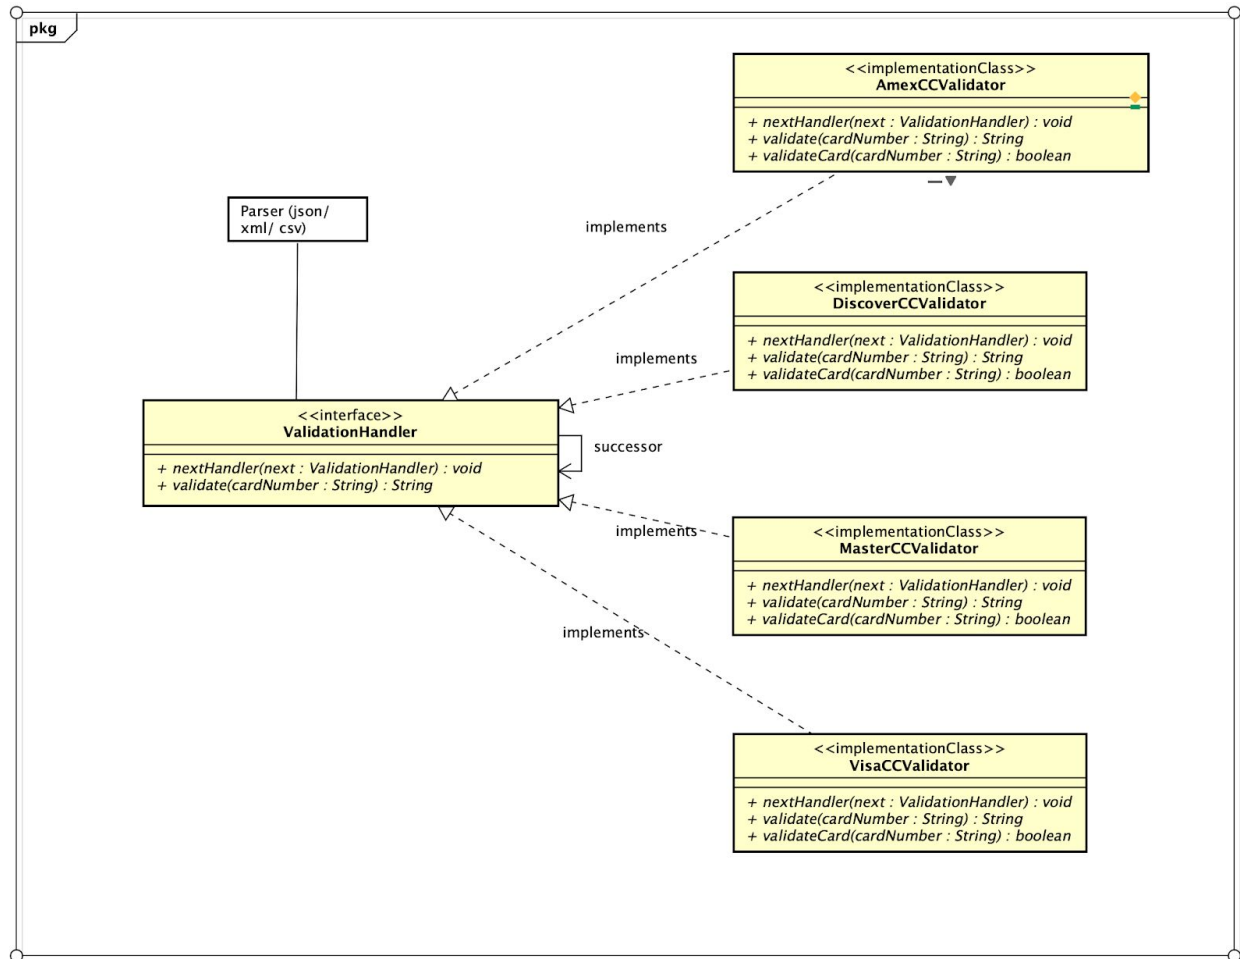 pkg
<<implementationClass>>
AmexCCValidator
+ nextHandler(next : ValidationHandler) : void
+ validate(cardNumber : String) : String
+ validateCard(cardNumber : String) : boolean
Parser (json/
xml/ csv)
implements
<<implementationClass>>
DiscoverCCValidator
+ nextHandler(next : ValidationHandler) : void
+ validate(cardNumber : String) : String
+ validateCard(cardNumber : String) : boolean
implements
<<interface>>
ValidationHandler
+ nextHandler(next : ValidationHandler) : void
+ validate(cardNumber : String) : String
successor
implements
<<implementationClass>>
MasterCCValidator
+ nextHandler(next : ValidationHandler) : void
+ validate(cardNumber : String) : String
+ validateCard(cardNumber : String) : boolean
implements
<<implementationClass>>
VisaCCValidator
+ nextHandler(next : ValidationHandler) : void
+ validate(cardNumber : String) : String
+ validateCard(cardNumber : String) : boolean